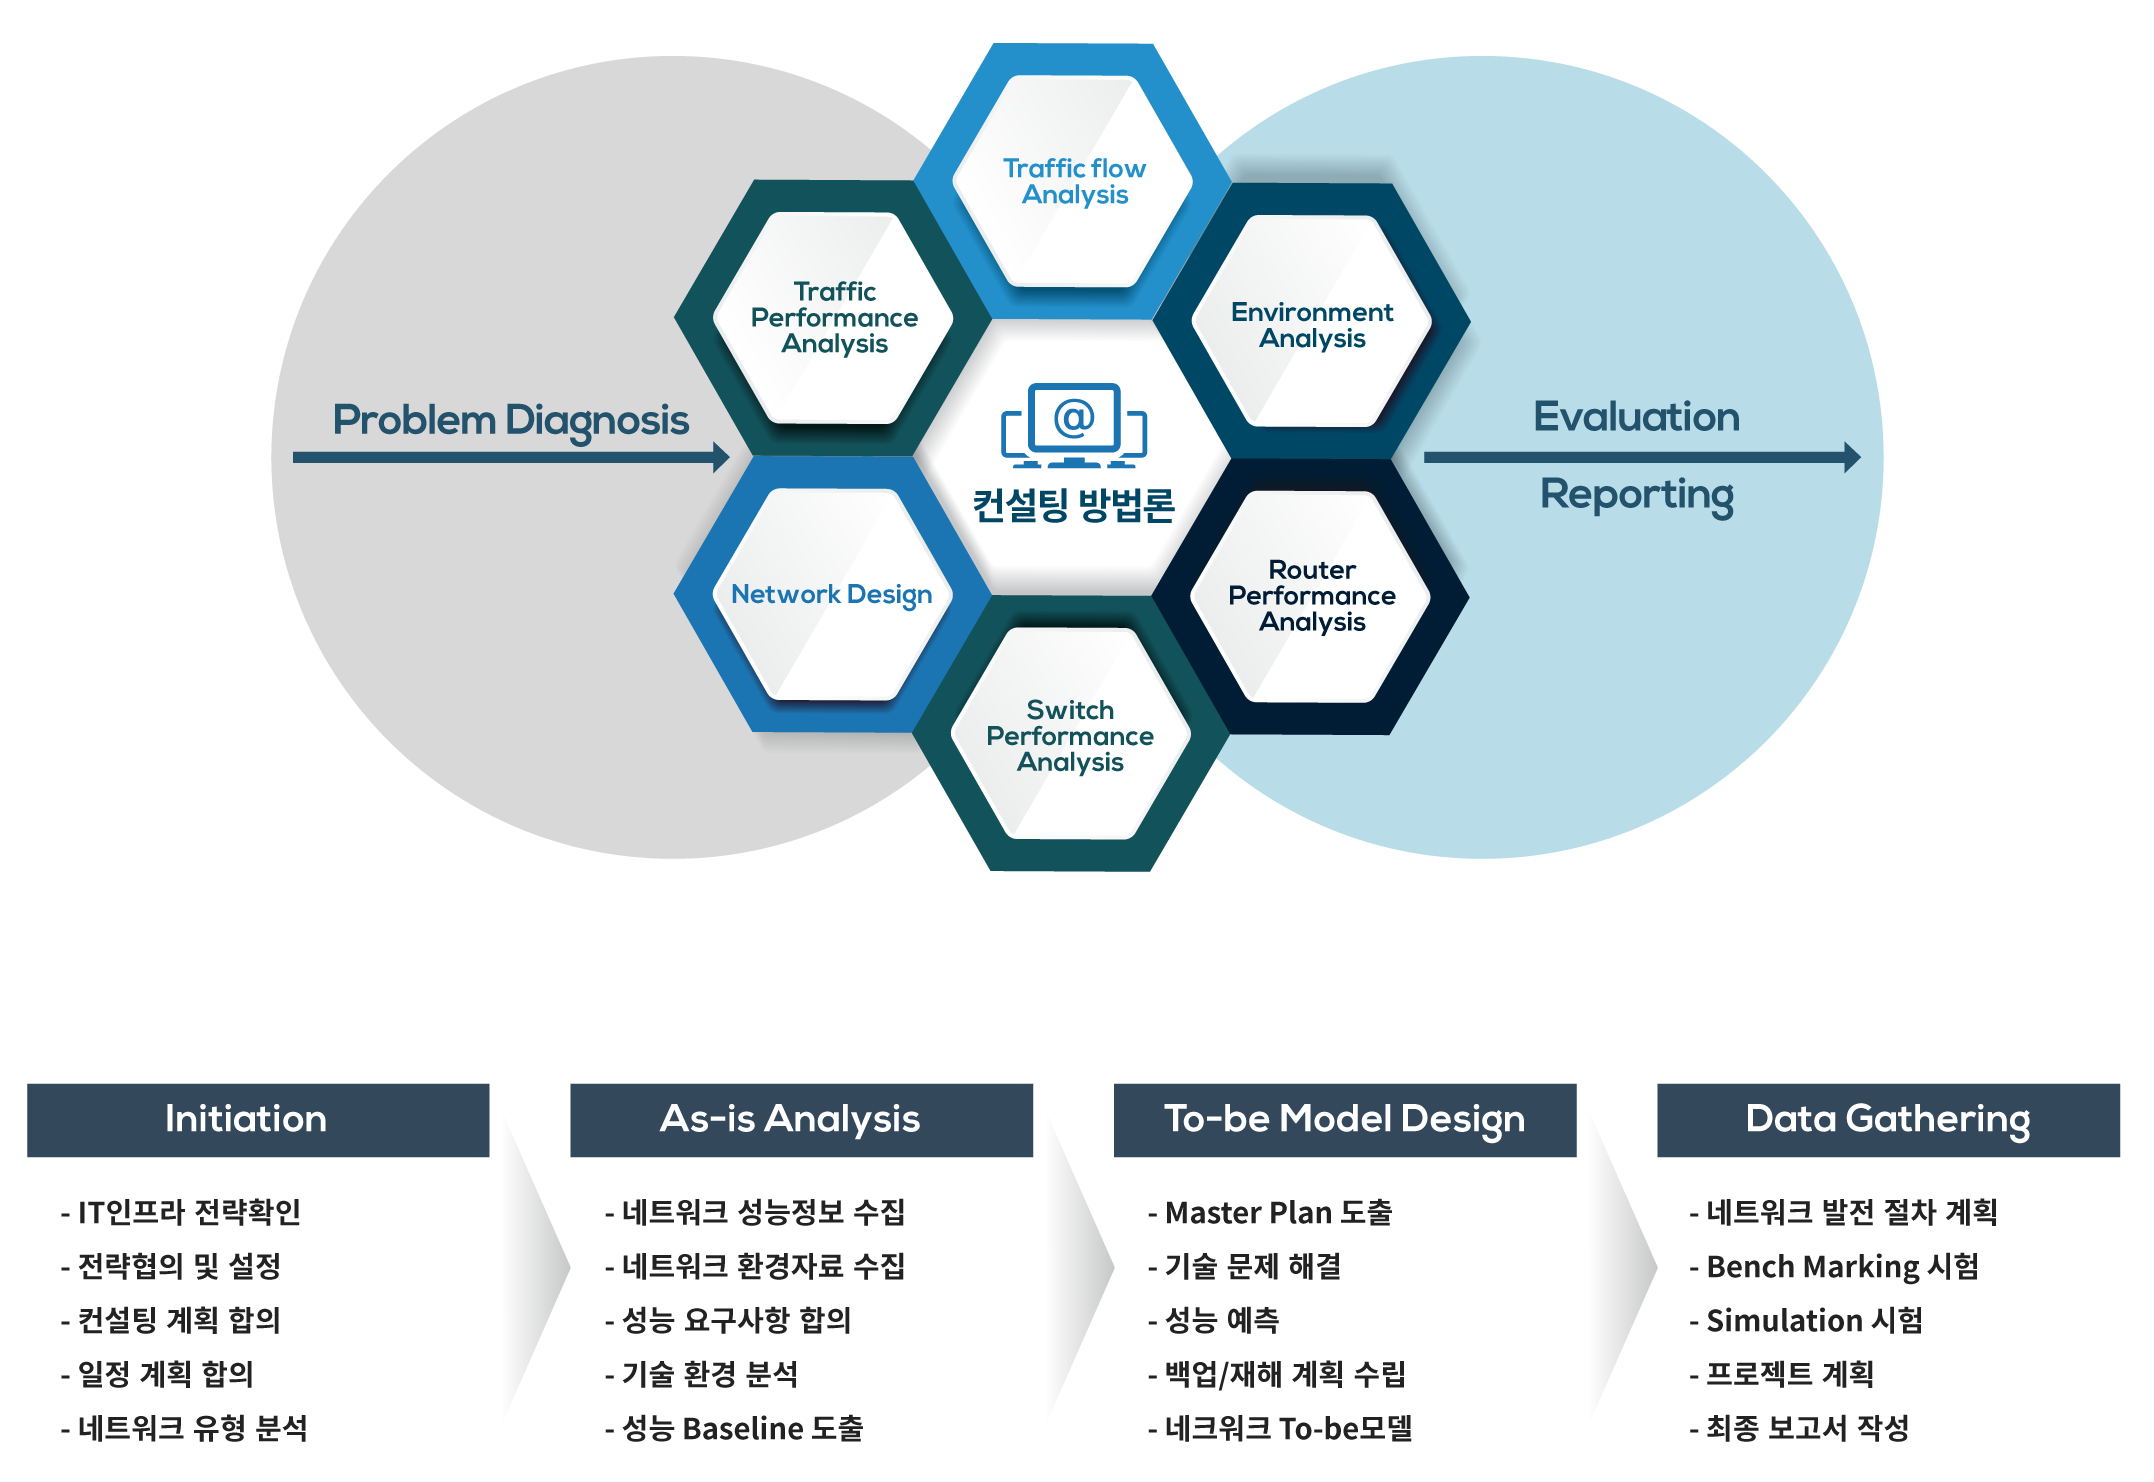 Traffic flow
Analysis
Traffic
Performance
Analysis
Environment
Analysis
Problem Diagnosis
@
컨설팅 방법론
Evaluation
Reporting
Network Design
Router
Performance
Analysis
Switch
Performance
Analysis
Initiation
- IT인프라 전략확인
- 전략협의 및 설정
- 컨설팅 계획 합의
- 일정 계획 합의
- 네트워크 유형 분석
As-is Analysis
- 네트워크 성능정보 수집
- 네트워크 환경자료 수집
- 성능 요구사항 합의
- 기술 환경 분석
- 성능 Baseline 도출
To-be Model Design
- Master Plan 도출
- 기술 문제 해결
- 성능 예측
- 백업/재해 계획 수립
- 네크워크 To-be모델
Data Gathering
- 네트워크 발전 절차 계획
- Bench Marking 시험
- Simulation 시험
- 프로젝트 계획
- 최종 보고서 작성